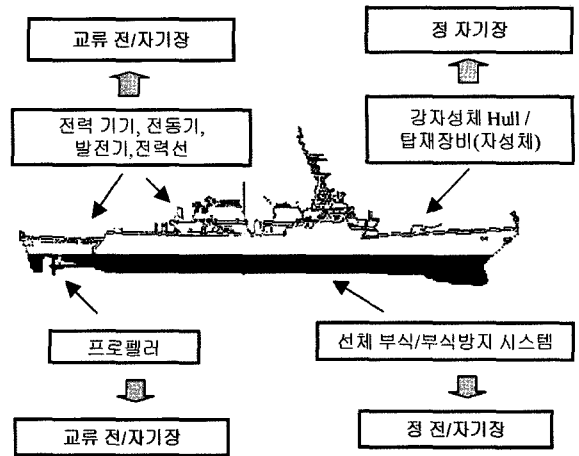 교류 전/자기장
정 자기장
전력 기기, 전동기,
발전기,전력선
강자성체 Hull /
탑재장비(자성체)
프로펠러
선체 부식/부식방지 시스템
교류 전/자기장
정 전/자기장